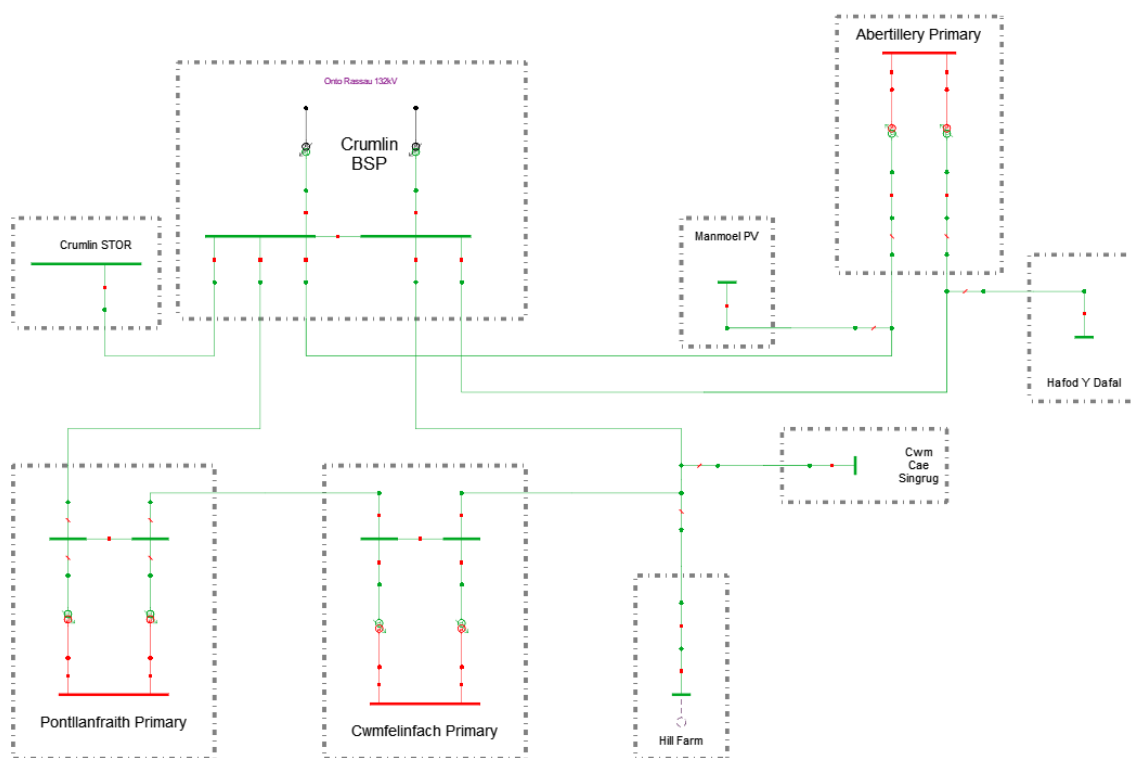 Abertillery Primary
Onto Rassau 132kV
Crumlin
BSP
Crumlin STOR
Manmoel PV
Hafod Y Dafal
Cwm
Cae
Singrug
Pontllanfraith Primary
Cwmfelinfach Primary
Hill Farm